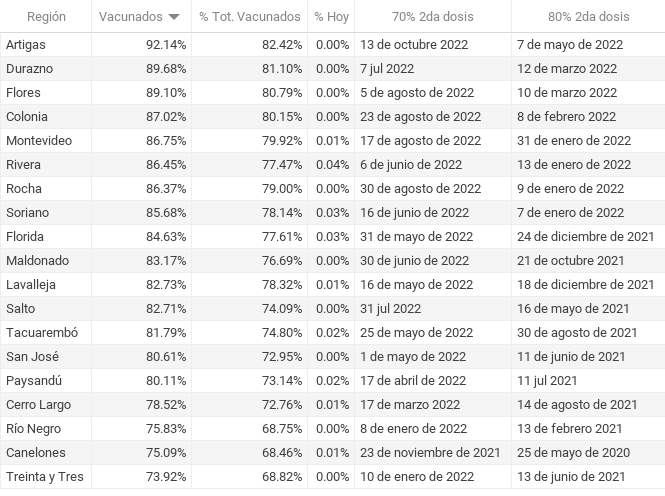 Región Vacunados % Tot. Vacunados % Hoy 70% 2da dosis 80% 2da dosis
Artigas 92.14% 82.42% 0.00% 13 de octubre 2022 7 de mayo de 2022
Durazno 89.68% 81.10% 0.00% 7 jul 2022 12 de marzo 2022
Flores 89.10% 80.79% 0.00% 5 de agosto de 2022 10 de marzo 2022
Colonia 87.02% 80.15% 0.00% 23 de agosto de 2022 8 de febrero 2022
Montevideo 86.75% 79.92% 0.01% 17 de agosto de 2022 31 de enero de 2022
Rivera 86.45% 77.47% 0.04% 6 de junio de 2022 13 de enero de 2022
Rocha 86.37% 79.00% 0.00% 30 de agosto de 2022 9 de enero de 2022
Soriano 85.68% 78.14% 0.03% 16 de junio de 2022 7 de enero de 2022
Florida 84.63% 77.61% 0.03% 31 de mayo de 2022 24 de diciembre de 2021
Maldonado 83.17% 76.69% 0.00% 30 de junio de 2022 21 de octubre 2021
Lavalleja 82.73% 78.32% 0.01% 16 de mayo de 2022 18 de diciembre de 2021
Salto 82.71% 74.09% 0.00% 31 jul 2022 16 de mayo de 2021
Tacuarembó 81.79% 74.80% 0.02% 25 de mayo de 2022 30 de agosto de 2021
San José 80.61% 72.95% 0.00% 1 de mayo de 2022 11 de junio de 2021
Paysandú 80.11% 73.14% 0.02% 17 de abril de 2022 11 jul 2021
Cerro Largo 78.52% 72.76% 0.01% 17 de marzo 2022 14 de agosto de 2021
Río Negro 75.83% 68.75% 0.00% 8 de enero de 2022 13 de febrero 2021
Canelones 75.09% 68.46% 0.01% 23 de noviembre de 2021 25 de mayo de 2020
Treinta y Tres 73.92% 68.82% 0.00% 10 de enero de 2022 13 de junio de 2021